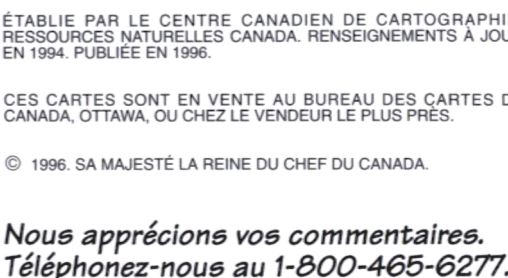 ÉTABLIE PAR LE CENTRE CANADIEN DE CARTOGRAPHI
RESSOURCES NATURELLES CANADA. RENSEIGNEMENTS À JOU
EN 1994. PUBLIÉE EN 1996.
CES CARTES SONT EN VENTE AU BUREAU DES CARTES D
CANADA, OTTAWA, OU CHEZ LE VENDEUR LE PLUS PRÈS.
© 1996. SA MAJESTÉ LA REINE DU CHEF DU CANADA.
Nous apprécions vos commentaires.
Téléphonez-nous au 1-800-465-6277.